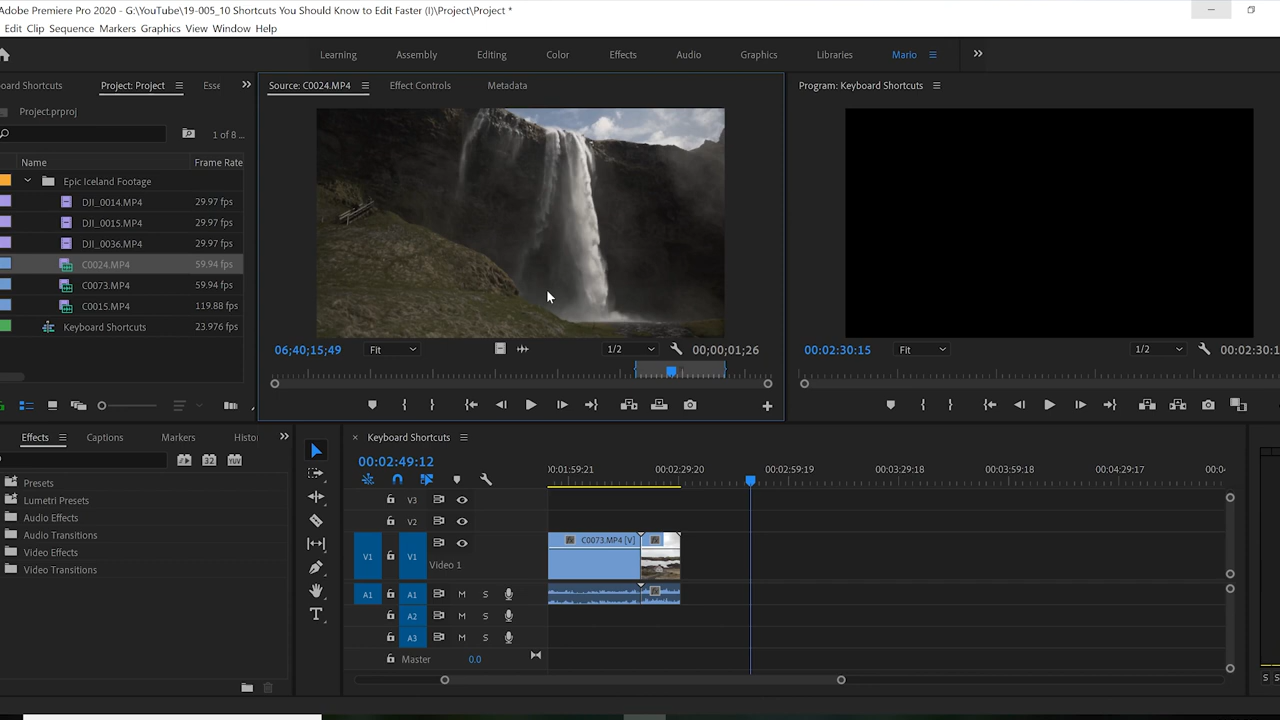 Adobe Premiere Pro 2020 - G:\YouTube\19-005_10 Shortcuts You Should Know to Edit Faster (I)\Project\Project *
Edit Clip Sequence Markers Graphics View Window Help
Learning Assembly Editing Color Effects Audio Graphics Libraries Mario
oard Shortcuts Project: Project Esse
Source: C0024.MP4 Effect Controls Metadata
Program: Keyboard Shortcuts
Project.prproj
1 of 8 ...
Name Frame Rate
Epic Iceland Footage
DJI_0014.MP4 29.97 fps
DJI_0015.MP4 29.97 fps
DJI_0036.MP4 29.97 fps
C0024.MP4 59.94 fps
C0073.MP4 59.94 fps
C0015.MP4 119.88 fps
Keyboard Shortcuts 23.976 fps
06;40;15;49 Fit 1/2 00;00;01;26
00:02:30:15 Fit 1/2 00:02:30:1
Effects Captions Markers Histo
32 YUV
Presets
Lumetri Presets
Audio Effects
Audio Transitions
Video Effects
Video Transitions
Keyboard Shortcuts
00:02:49:12
00:01:59:21 00:02:29:20 00:02:59:19 00:03:29:18 00:03:59:18 00:04:29:17 00:0
V3
V2
V1 V1 Video 1
fx C0073.MP4 [V] fx
A1 A1 M S
fx
A2 M S
A3 M S
Master 0.0
S S